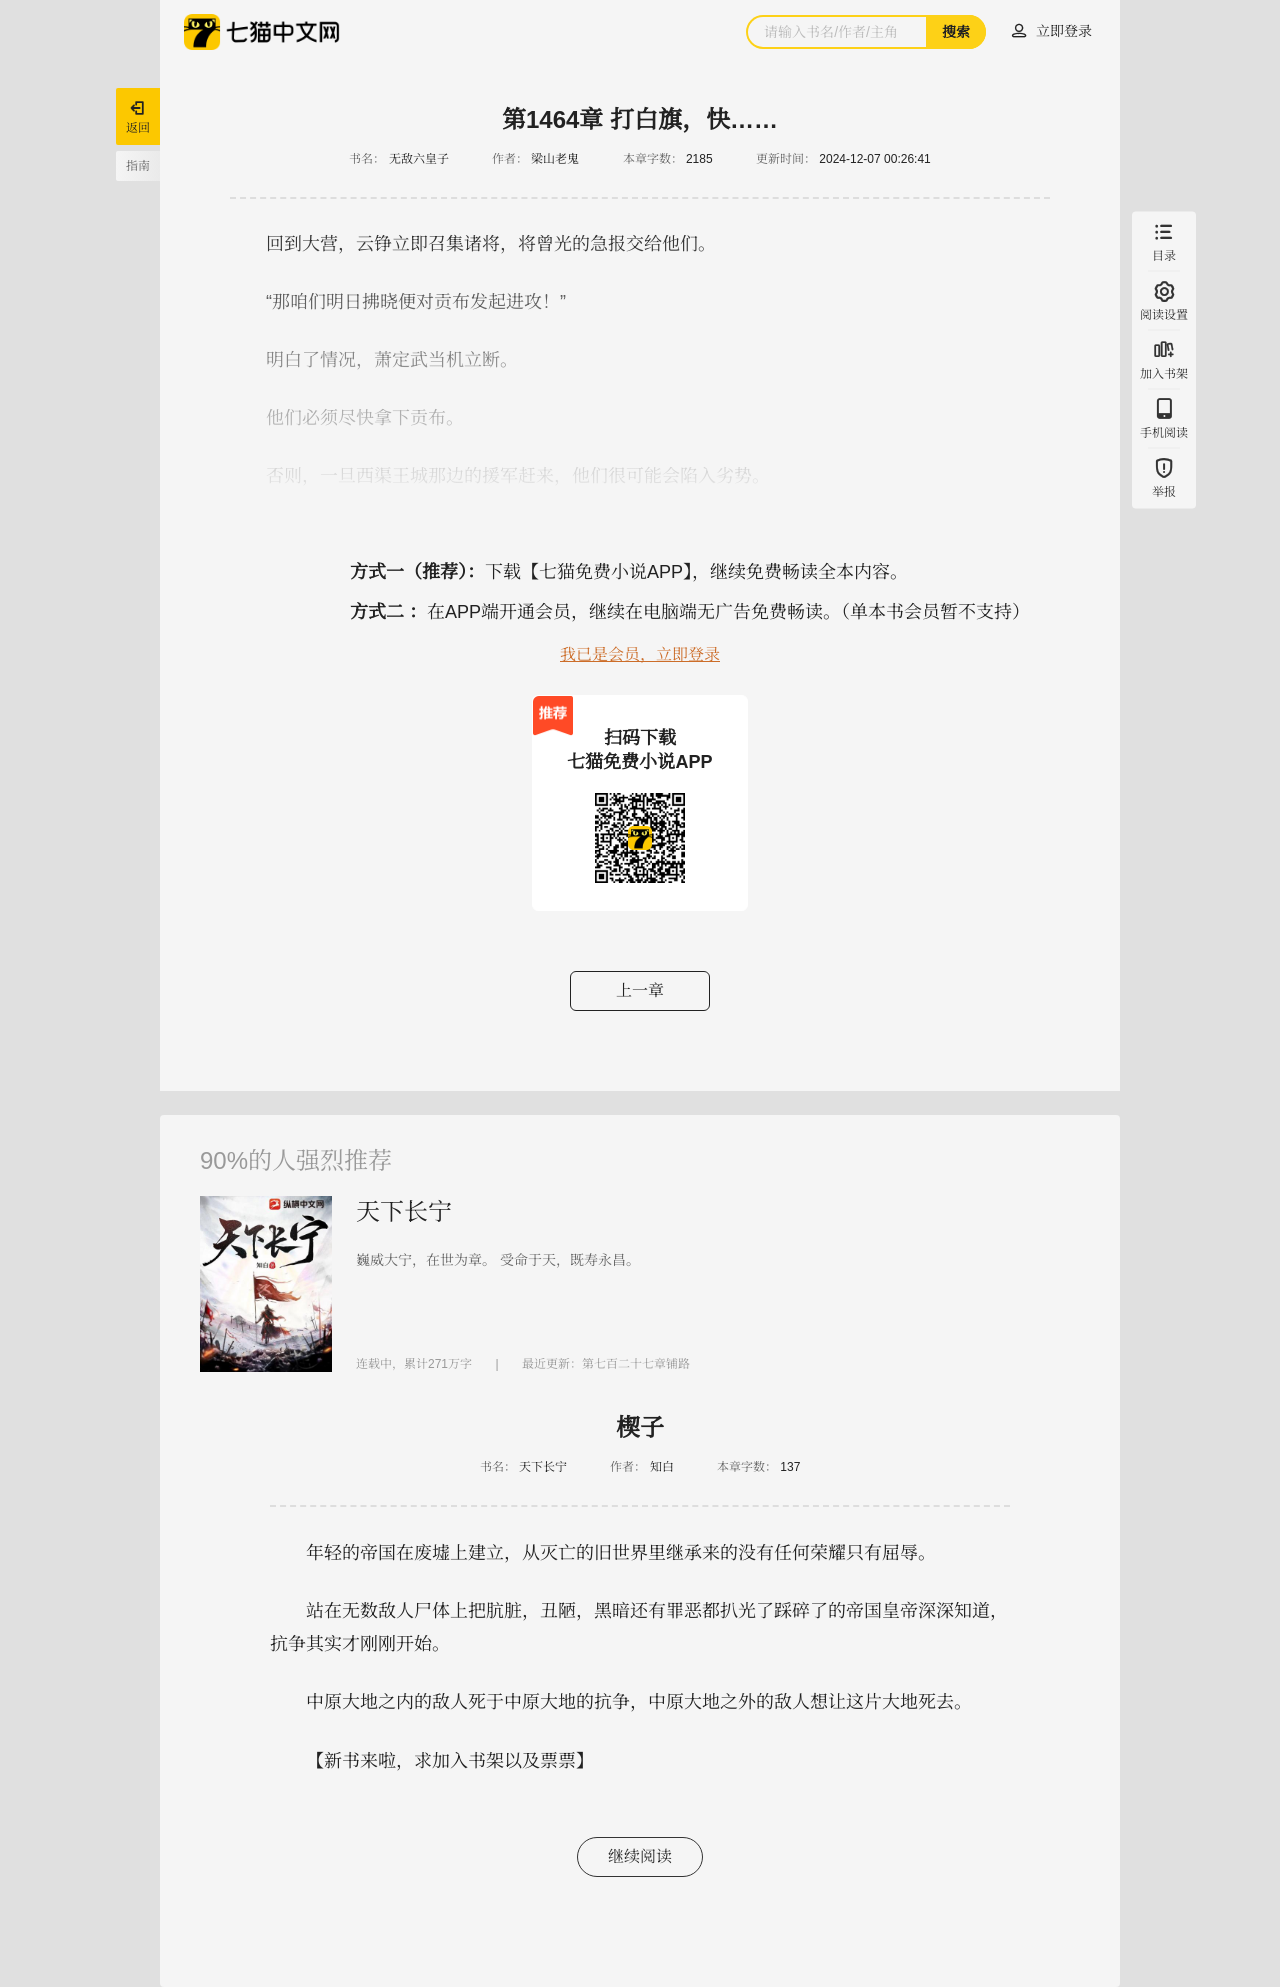 七猫中文网
请输入书名/作者/主角
搜索
立即登录
返回
指南
第1464章 打白旗，快……
书名： 无敌六皇子 作者： 梁山老鬼 本章字数： 2185 更新时间： 2024-12-07 00:26:41
回到大营，云铮立即召集诸将，将曾光的急报交给他们。
“那咱们明日拂晓便对贡布发起进攻！”
明白了情况，萧定武当机立断。
他们必须尽快拿下贡布。
否则，一旦西渠王城那边的援军赶来，他们很可能会陷入劣势。
目录
阅读设置
加入书架
手机阅读
举报
方式一（推荐）：下载【七猫免费小说APP】，继续免费畅读全本内容。
方式二 ：在APP端开通会员，继续在电脑端无广告免费畅读。（单本书会员暂不支持）
我已是会员，立即登录
推荐
扫码下载
七猫免费小说APP
上一章
90%的人强烈推荐
纵横中文网
天下长宁
知白
天下长宁
巍威大宁，在世为章。 受命于天，既寿永昌。
连载中，累计271万字 | 最近更新：第七百二十七章铺路
楔子
书名： 天下长宁 作者： 知白 本章字数： 137
年轻的帝国在废墟上建立，从灭亡的旧世界里继承来的没有任何荣耀只有屈辱。
站在无数敌人尸体上把肮脏，丑陋，黑暗还有罪恶都扒光了踩碎了的帝国皇帝深深知道，
抗争其实才刚刚开始。
中原大地之内的敌人死于中原大地的抗争，中原大地之外的敌人想让这片大地死去。
【新书来啦，求加入书架以及票票】
继续阅读